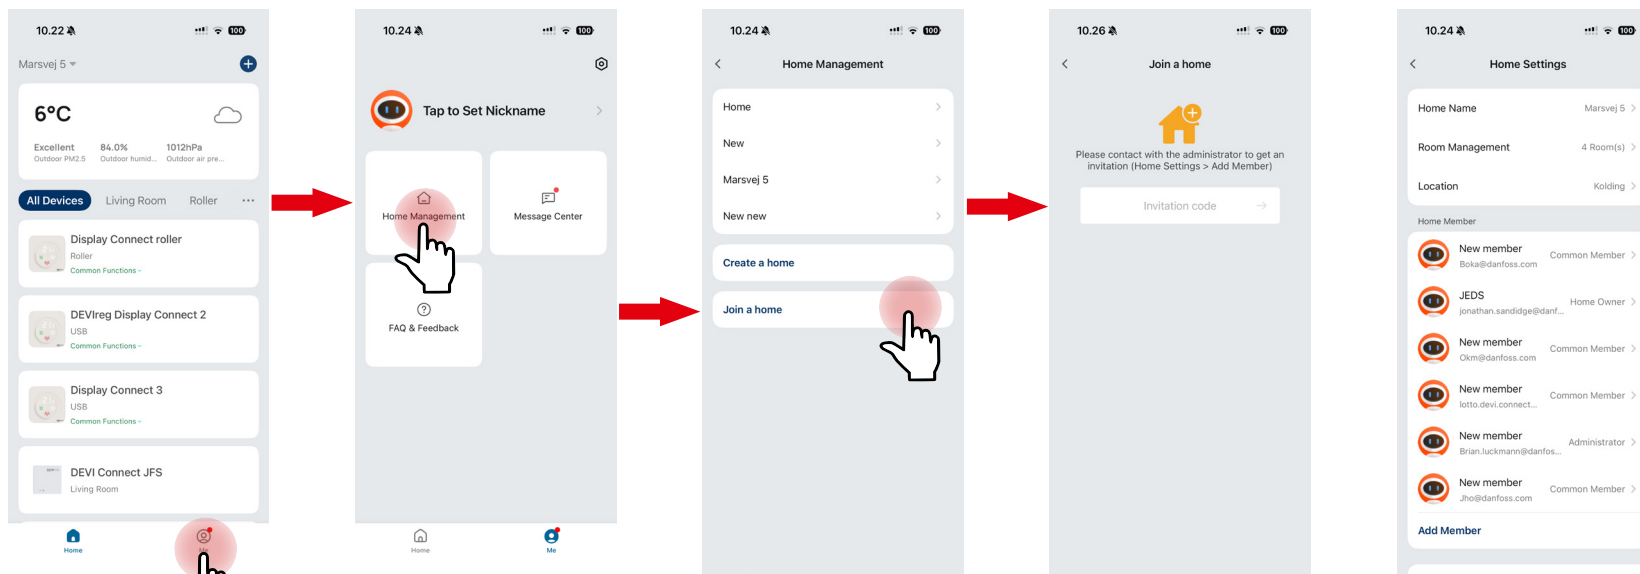 10.22
100
Marsvej 5
6°C
Excellent 84.0% 1012hPa
Outdoor PM2.5 Outdoor humid... Outdoor air pre...
All Devices Living Room Roller ...
Display Connect roller
Roller
Common Functions
DEVIreg Display Connect 2
USB
Common Functions
Display Connect 3
USB
Common Functions
DEVI Connect JFS
Living Room
Home Me
10.24
100
Tap to Set Nickname
Home Management Message Center
FAQ & Feedback
Home Me
10.24
100
Home Management
Home
New
Marsvej 5
New new
Create a home
Join a home
10.26
100
Join a home
Please contact with the administrator to get an
invitation (Home Settings > Add Member)
Invitation code
10.24
100
Home Settings
Home Name Marsvej 5
Room Management 4 Room(s)
Location Kolding
Home Member
New member Common Member
Boka@danfoss.com
JEDS Home Owner
jonathan.sandidge@danf...
New member Common Member
Okm@danfoss.com
New member Common Member
iotto.devi.connect...
New member Administrator
Brian.luckmann@danfos...
New member Common Member
Jho@danfoss.com
Add Member